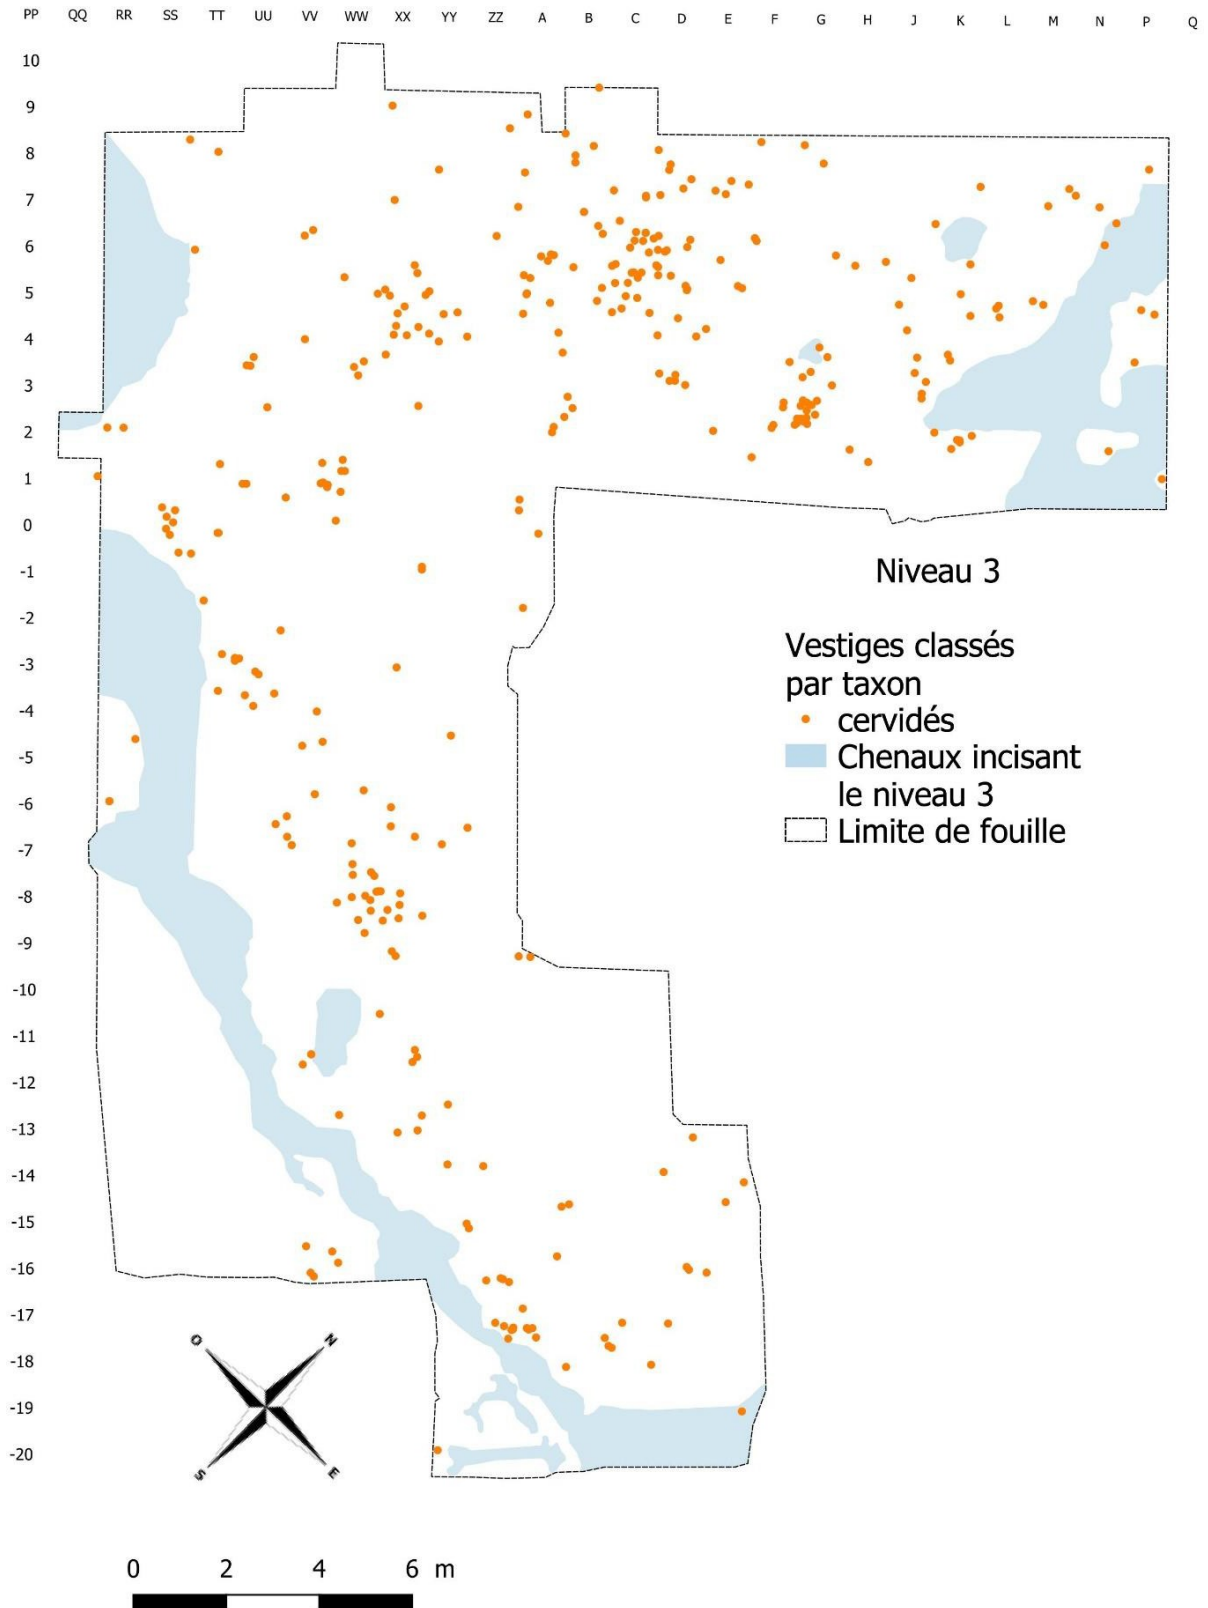 PP QQ RR SS TT UU VV WW XX YY ZZ A B C D E F G H J K L M N P Q
10
9
8
7
6
5
4
3
2
1
0
-1
-2
-3
-4
-5
-6
-7
-8
-9
-10
-11
-12
-13
-14
-15
-16
-17
-18
-19
-20
Niveau 3
Vestiges classés
par taxon
cervidés
Chenaux incisant
le niveau 3
Limite de fouille
O N
S E
0 2 4 6 m